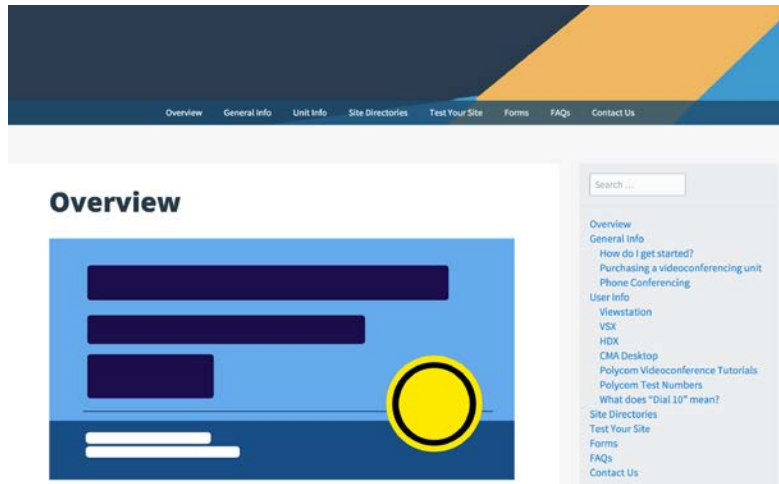 Overview General Info Unit Info Site Directories Test Your Site Forms FAQs Contact Us
Overview
Search ...
Overview
General Info
How do I get started?
Purchasing a videoconferencing unit
Phone Conferencing
User Info
Viewstation
VSX
HDX
CMA Desktop
Polycom Videoconference Tutorials
Polycom Test Numbers
What does "Dial 10" mean?
Site Directories
Test Your Site
Forms
FAQs
Contact Us